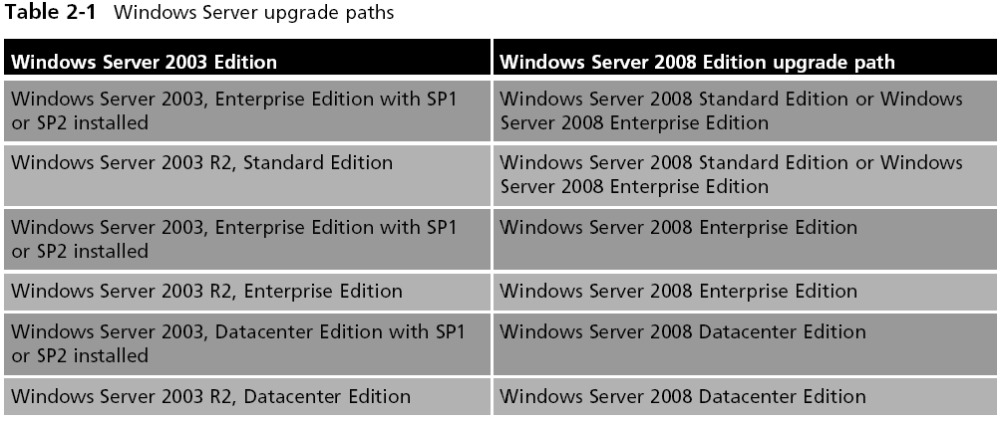 Table 2-1 Windows Server upgrade paths
Windows Server 2003 Edition
Windows Server 2008 Edition upgrade path
Windows Server 2003, Enterprise Edition with SP1
or SP2 installed
Windows Server 2008 Standard Edition or Windows
Server 2008 Enterprise Edition
Windows Server 2003 R2, Standard Edition
Windows Server 2008 Standard Edition or Windows
Server 2008 Enterprise Edition
Windows Server 2003, Enterprise Edition with SP1
or SP2 installed
Windows Server 2008 Enterprise Edition
Windows Server 2003 R2, Enterprise Edition
Windows Server 2008 Enterprise Edition
Windows Server 2003, Datacenter Edition with SP1
or SP2 installed
Windows Server 2008 Datacenter Edition
Windows Server 2003 R2, Datacenter Edition
Windows Server 2008 Datacenter Edition